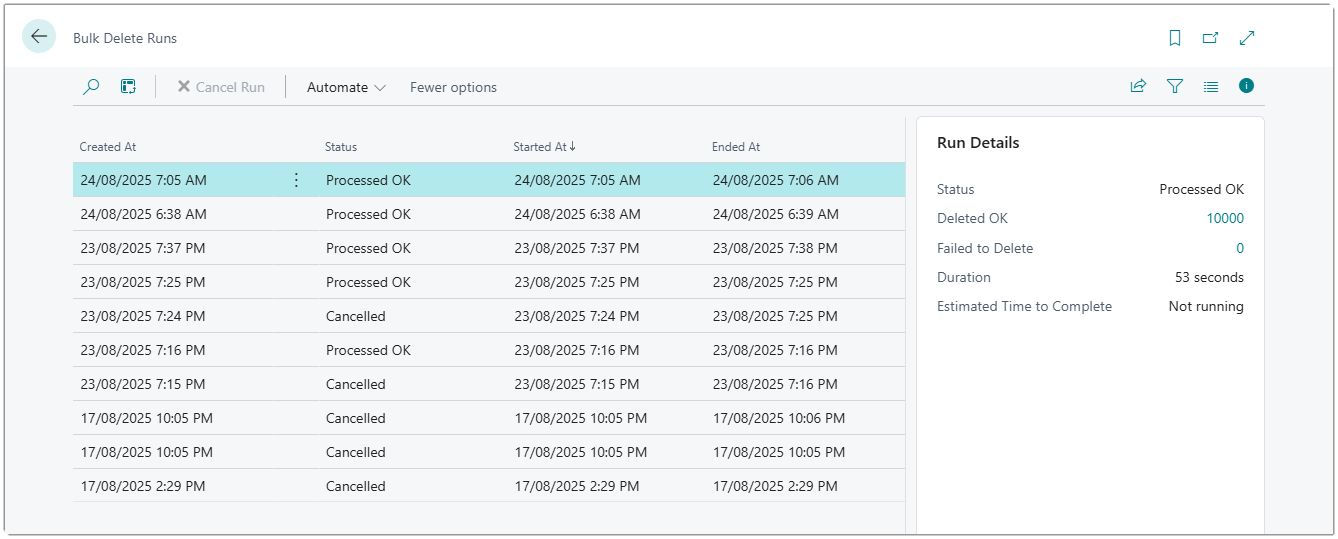 Bulk Delete Runs
Cancel Run Automate Fewer options
Created At Status Started At↓ Ended At
24/08/2025 7:05 AM Processed OK 24/08/2025 7:05 AM 24/08/2025 7:06 AM
24/08/2025 6:38 AM Processed OK 24/08/2025 6:38 AM 24/08/2025 6:39 AM
23/08/2025 7:37 PM Processed OK 23/08/2025 7:37 PM 23/08/2025 7:38 PM
23/08/2025 7:25 PM Processed OK 23/08/2025 7:25 PM 23/08/2025 7:25 PM
23/08/2025 7:24 PM Cancelled 23/08/2025 7:24 PM 23/08/2025 7:25 PM
23/08/2025 7:16 PM Processed OK 23/08/2025 7:16 PM 23/08/2025 7:16 PM
23/08/2025 7:15 PM Cancelled 23/08/2025 7:15 PM 23/08/2025 7:16 PM
17/08/2025 10:05 PM Cancelled 17/08/2025 10:05 PM 17/08/2025 10:06 PM
17/08/2025 10:05 PM Cancelled 17/08/2025 10:05 PM 17/08/2025 10:05 PM
17/08/2025 2:29 PM Cancelled 17/08/2025 2:29 PM 17/08/2025 2:29 PM
Run Details
Status Processed OK
Deleted OK 10000
Failed to Delete 0
Duration 53 seconds
Estimated Time to Complete Not running